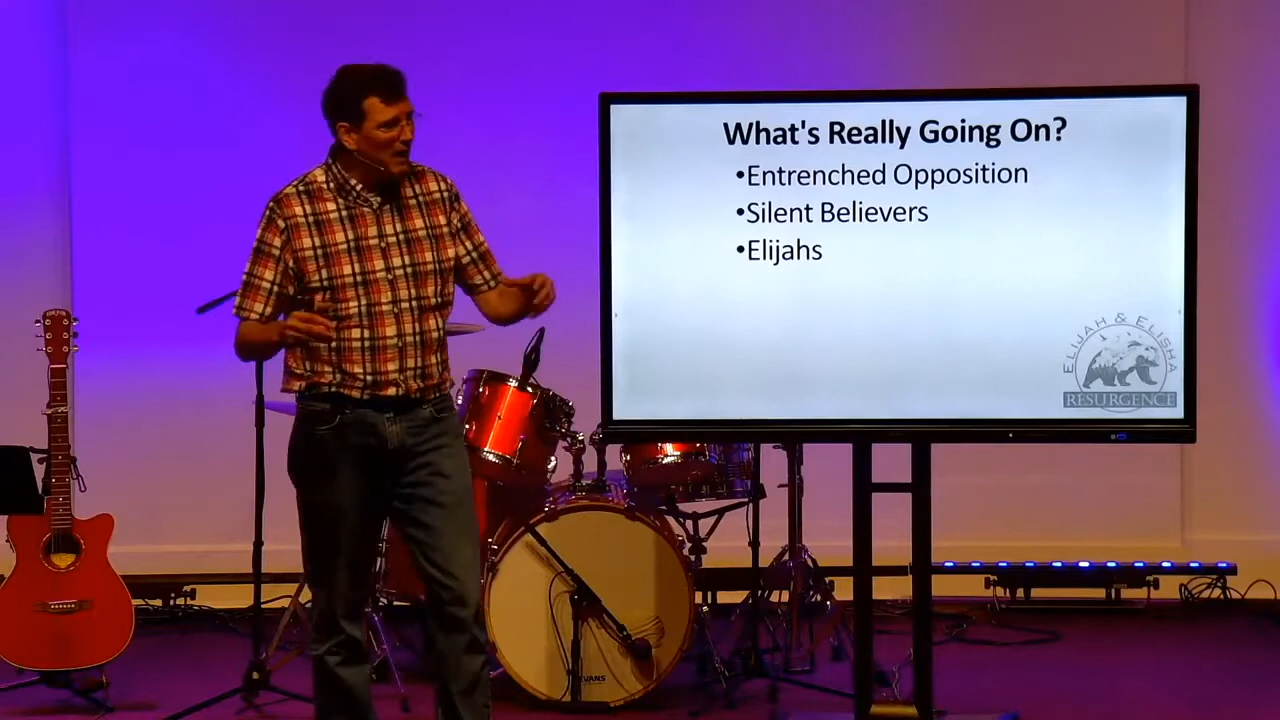 What's Really Going On?
•Entrenched Opposition
•Silent Believers
•Elijahs
ELIJAH & ELISHA
RESURGENCE
EVANS